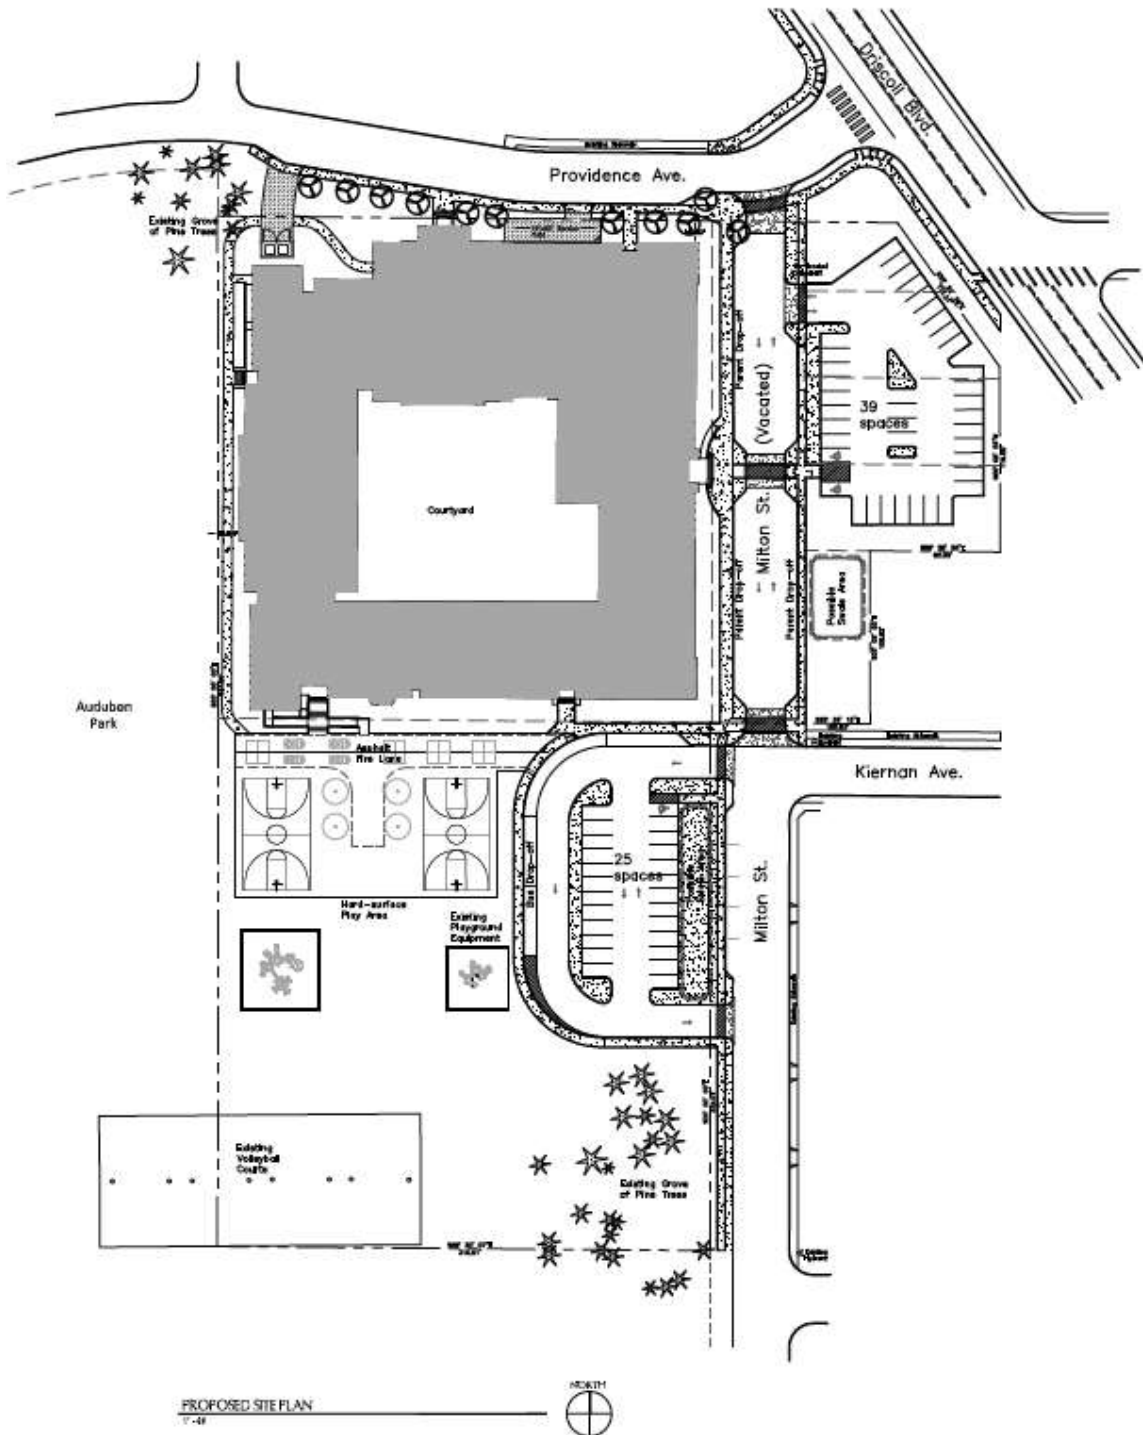 Driscoll Blvd.
Providence Ave.
Existing Grove
of Pine Trees
Parent Drop-off
(Vacated)
39
spaces
Courtyard
Milton St.
Parent Drop-off
Parent Drop-off
Possible
Swale Area
Audubon
Park
Asphalt
Fire Lane
Kiernan Ave.
25
spaces
Bus Drop-off
Hard-surface
Play Area
Existing
Playground
Equipment
Milton St.
Existing
Volleyball
Courts
Existing Grove
of Pine Trees
NORTH
PROPOSED SITE PLAN